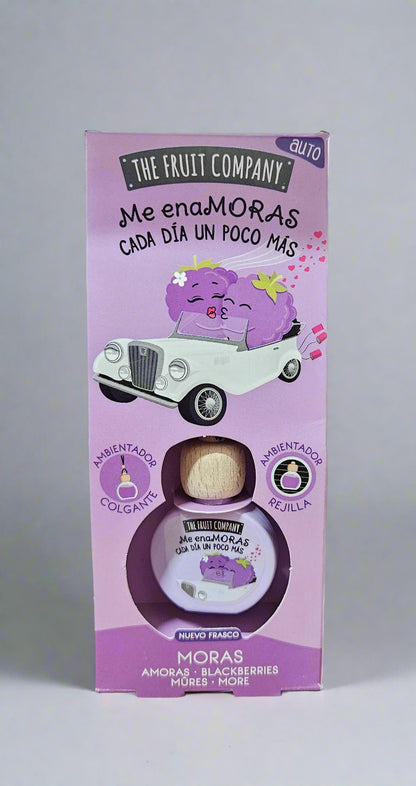 auto
THE FRUIT COMPANY
Me enaMORAS
CADA DÍA UN POCO MÁS
AMBIENTADOR
COLGANTE
AMBIENTADOR
REJILLA
THE FRUIT COMPANY
Me enaMORAS
CADA DÍA UN POCO MÁS
NUEVO FRASCO
MORAS
AMORAS · BLACKBERRIES
MÛRES · MORE